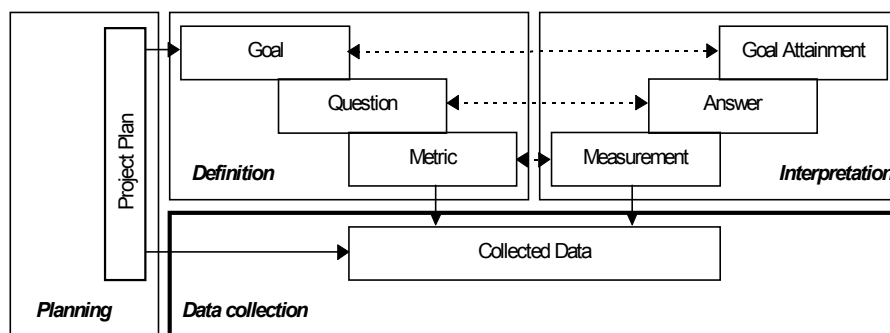 Goal
Goal Attainment
Question
Answer
Metric
Measurement
Definition
Interpretation
Project Plan
Collected Data
Planning
Data collection